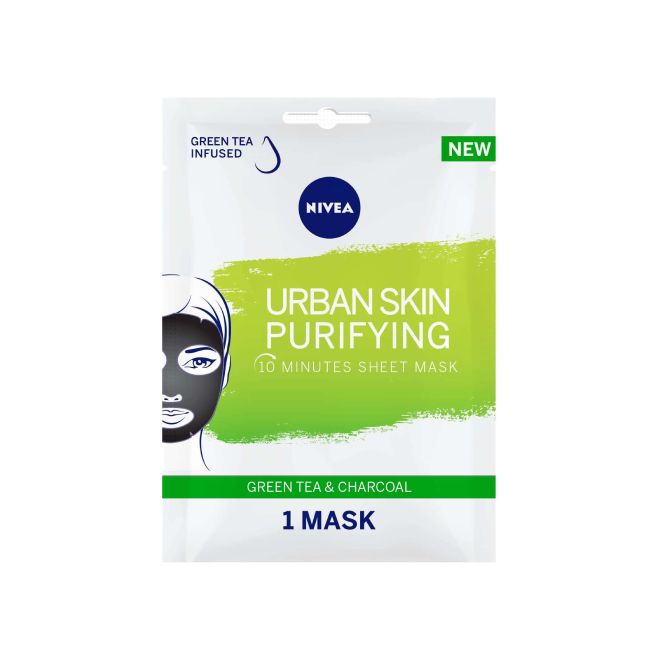 GREEN TEA
INFUSED
NEW
NIVEA
URBAN SKIN
PURIFYING
10 MINUTES SHEET MASK
GREEN TEA & CHARCOAL
1 MASK